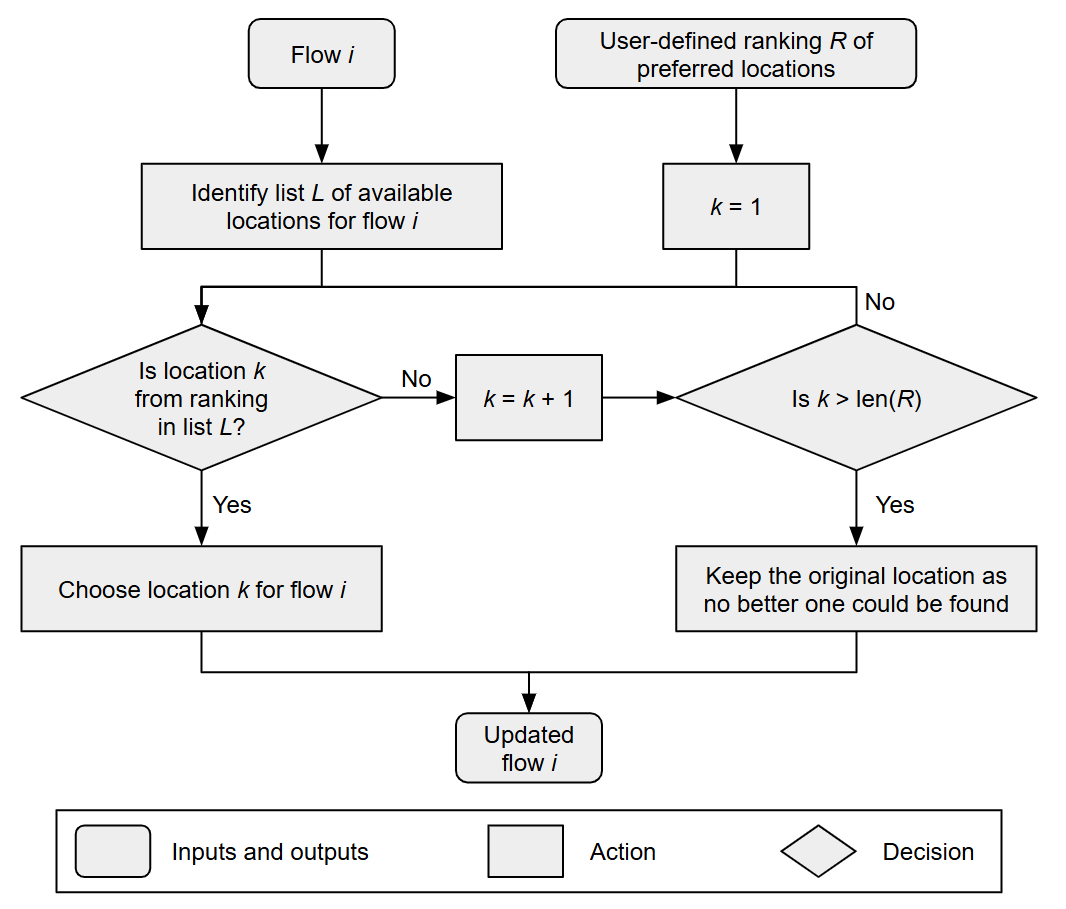 Flow i
User-defined ranking R of
preferred locations
Identify list L of available
locations for flow i
k = 1
No
Is location k
from ranking
in list L?
No
k = k + 1
Is k > len(R)
Yes
Yes
Choose location k for flow i
Keep the original location as
no better one could be found
Updated
flow i
Inputs and outputs
Action
Decision